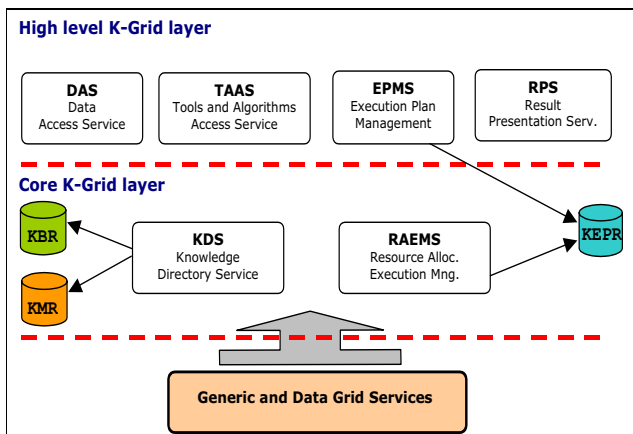 High level K-Grid layer
DAS
Data
Access Service
TAAS
Tools and Algorithms
Access Service
EPMS
Execution Plan
Management
RPS
Result
Presentation Serv.
Core K-Grid layer
KBR
KMR
KDS
Knowledge
Directory Service
RAEMS
Resource Alloc.
Execution Mng.
KEPR
Generic and Data Grid Services